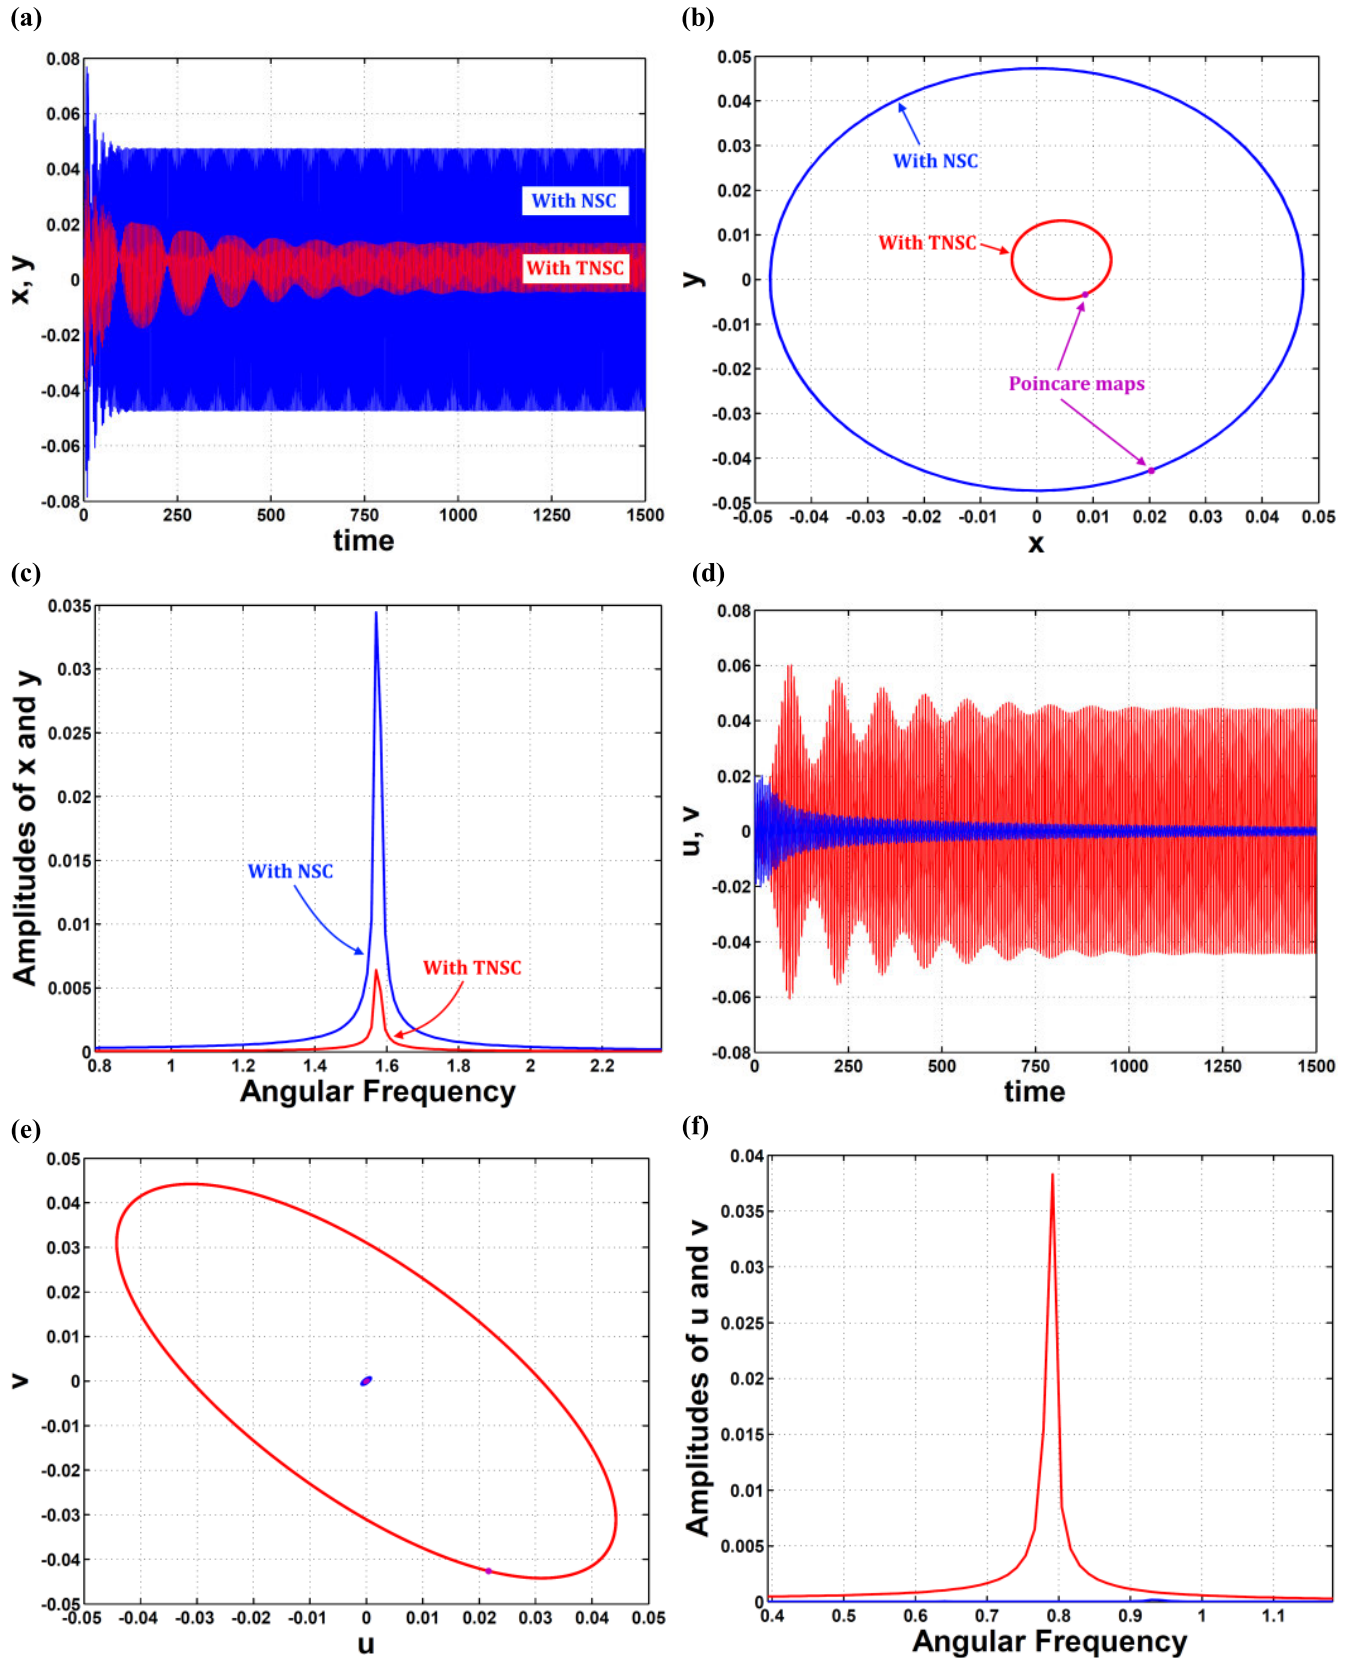 (a)
0.08
0.06
0.04
0.02
0
-0.02
-0.04
-0.06
-0.08
x, y
With NSC
With TNSC
0 250 500 750 1000 1250 1500
time
(b)
0.05
0.04
0.03
0.02
0.01
0
-0.01
-0.02
-0.03
-0.04
-0.05
y
With NSC
With TNSC
Poincare maps
-0.05 -0.04 -0.03 -0.02 -0.01 0 0.01 0.02 0.03 0.04 0.05
x
(c)
0.035
0.03
0.025
0.02
0.015
0.01
0.005
0
Amplitudes of x and y
With NSC
With TNSC
0.8 1 1.2 1.4 1.6 1.8 2 2.2
Angular Frequency
(d)
0.08
0.06
0.04
0.02
0
-0.02
-0.04
-0.06
-0.08
u, v
0 250 500 750 1000 1250 1500
time
(e)
0.05
0.04
0.03
0.02
0.01
0
-0.01
-0.02
-0.03
-0.04
-0.05
v
-0.05 -0.04 -0.03 -0.02 -0.01 0 0.01 0.02 0.03 0.04 0.05
u
(f)
0.04
0.035
0.03
0.025
0.02
0.015
0.01
0.005
0
Amplitudes of u and v
0.4 0.5 0.6 0.7 0.8 0.9 1 1.1
Angular Frequency